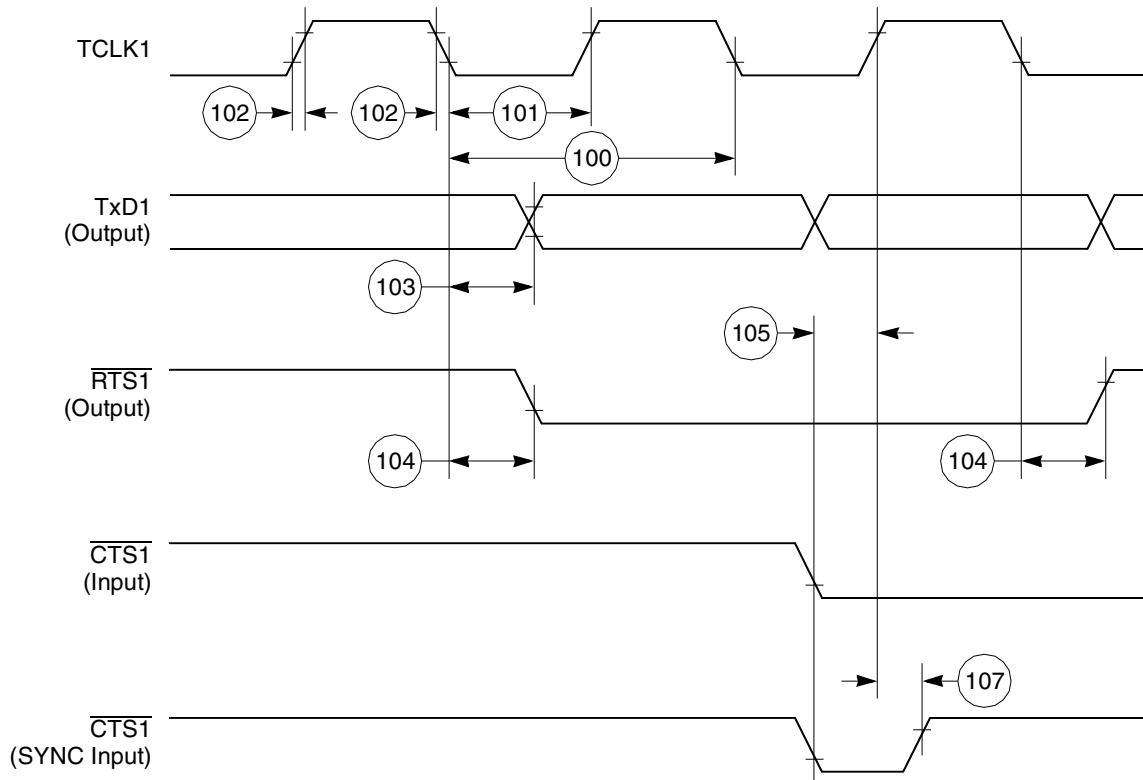 TCLK1
102
102
101
100
TxD1
(Output)
103
105
RTS1
(Output)
104
104
CTS1
(Input)
107
CTS1
(SYNC Input)